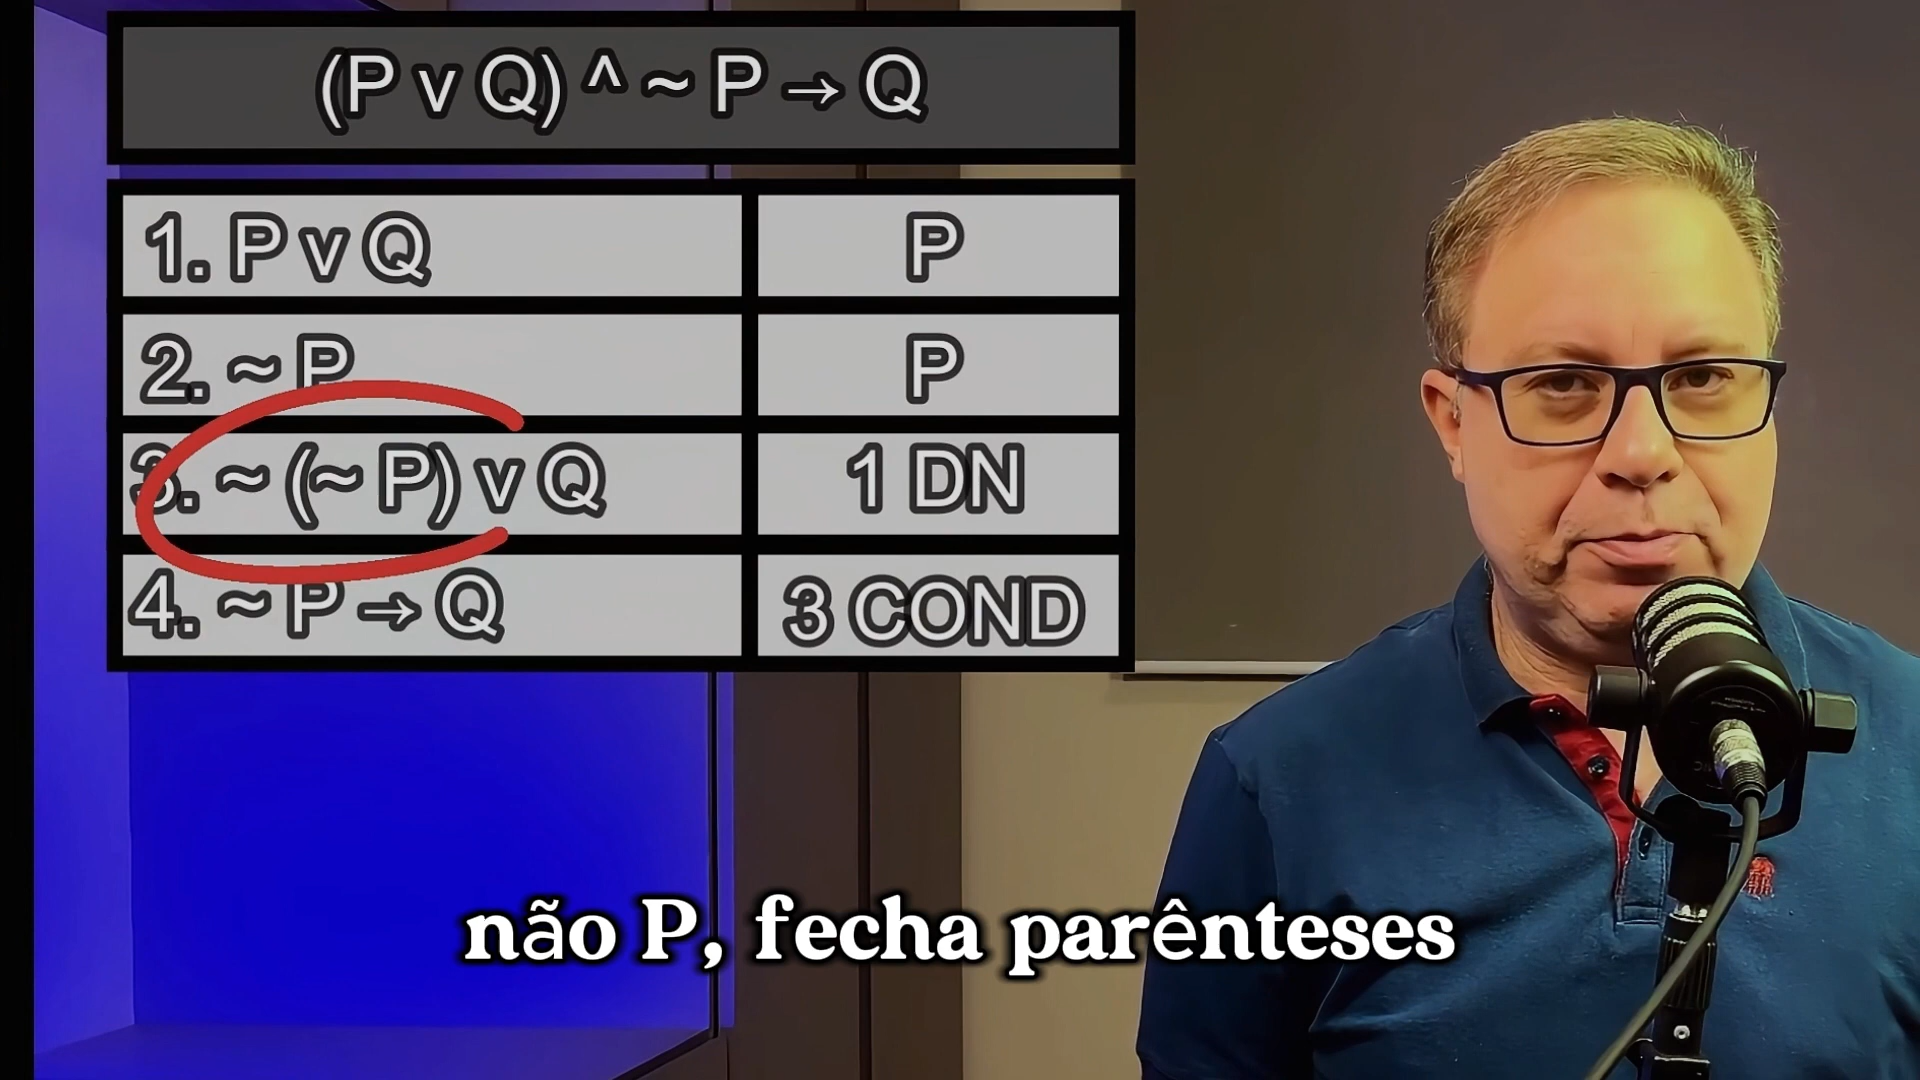 (P v Q) ^ ~ P → Q
1. P v Q P
2. ~ P P
3. ~ (~ P) v Q 1 DN
4. ~ P → Q 3 COND
não P, fecha parênteses